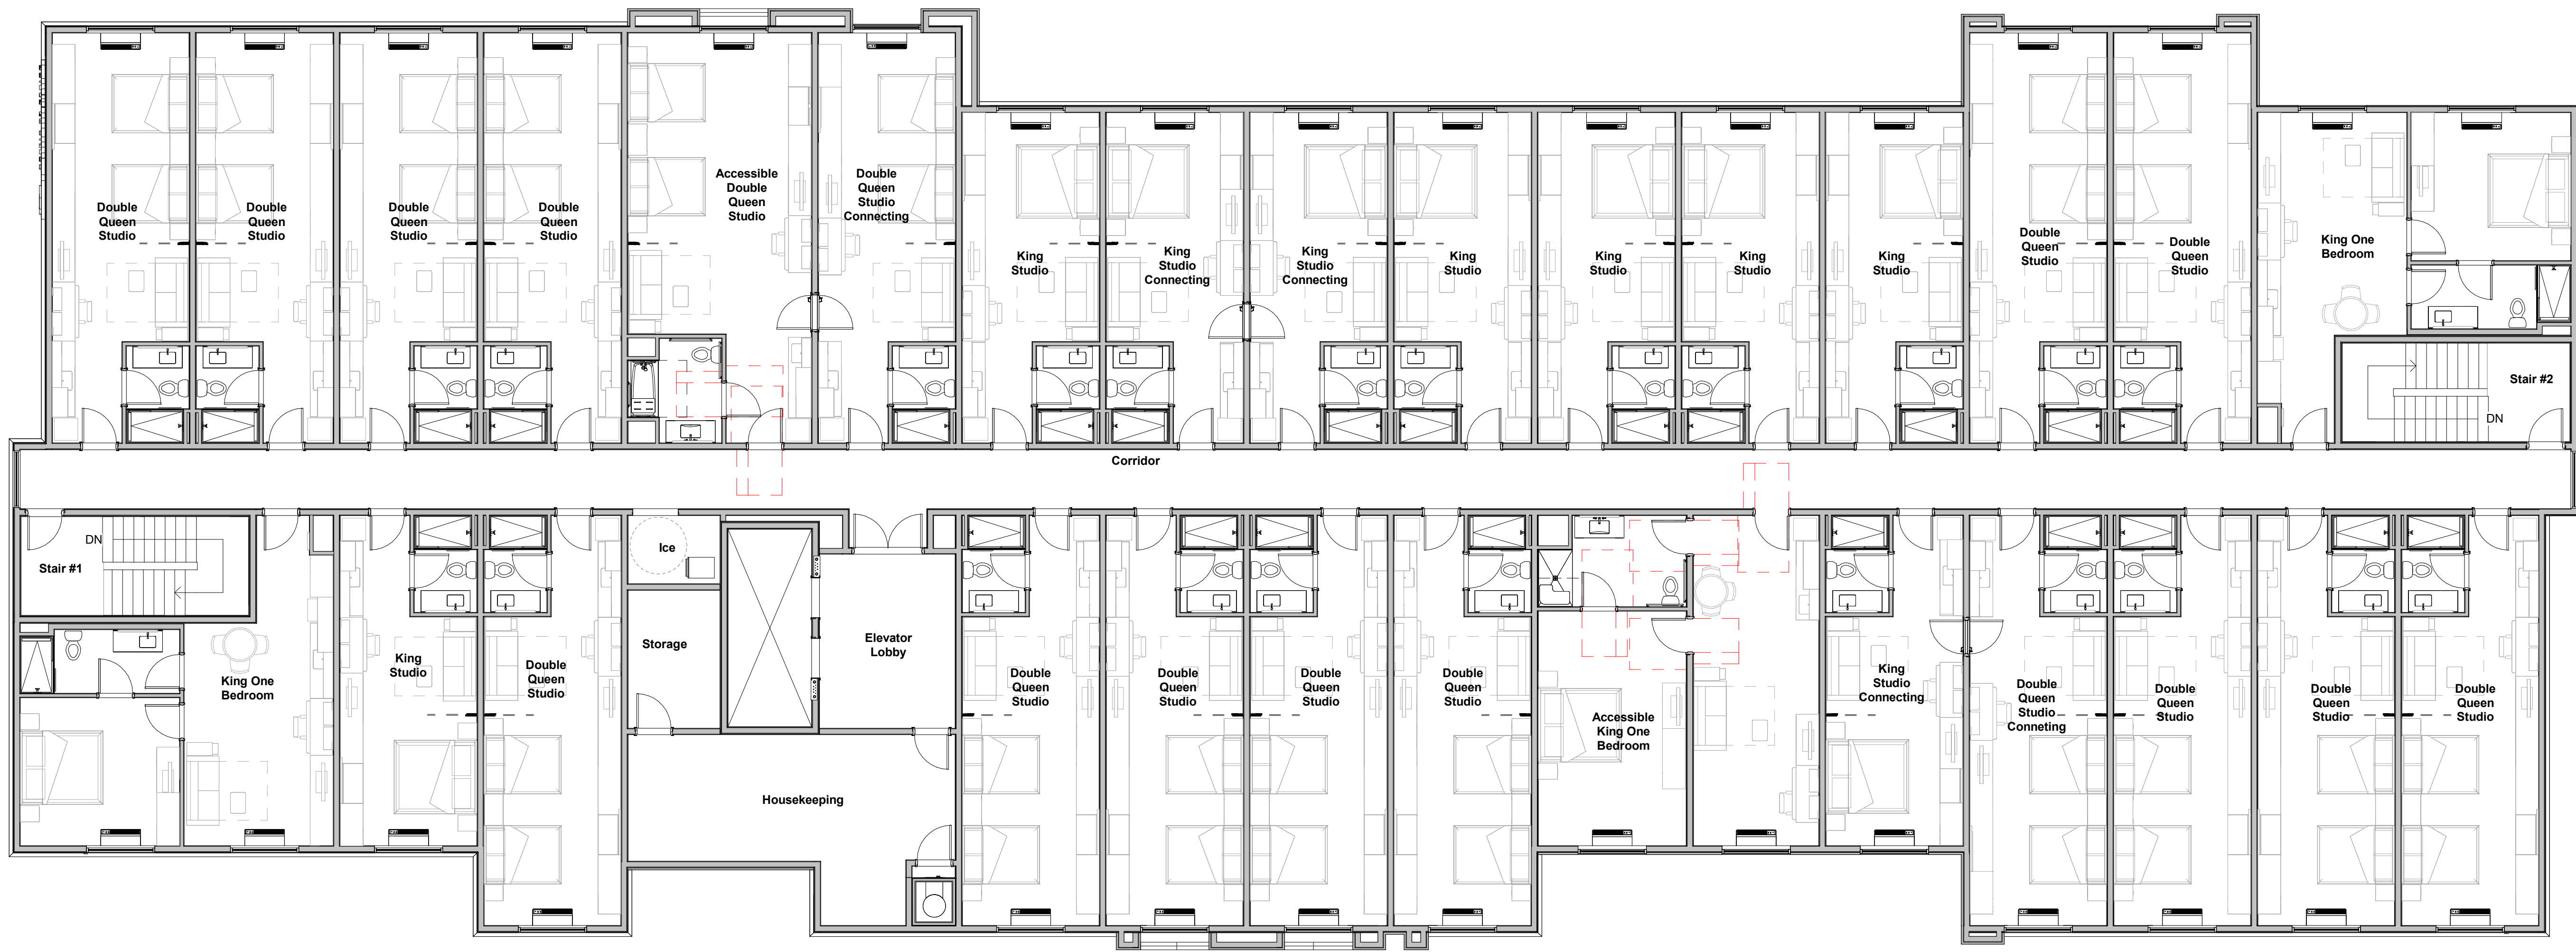 Double
Queen
Studio
Double
Queen
Studio
Double
Queen
Studio
Double
Queen
Studio
Accessible
Double
Queen
Studio
Double
Queen
Studio
Connecting
King
Studio
King
Studio
Connecting
King
Studio
Connecting
King
Studio
King
Studio
King
Studio
King
Studio
Double
Queen
Studio
Double
Queen
Studio
King One
Bedroom
Stair #2
DN
Corridor
DN
Stair #1
King One
Bedroom
King
Studio
Double
Queen
Studio
Ice
Storage
Elevator
Lobby
Housekeeping
Double
Queen
Studio
Double
Queen
Studio
Double
Queen
Studio
Double
Queen
Studio
Accessible
King One
Bedroom
King
Studio
Connecting
Double
Queen
Studio
Conneting
Double
Queen
Studio
Double
Queen
Studio
Double
Queen
Studio